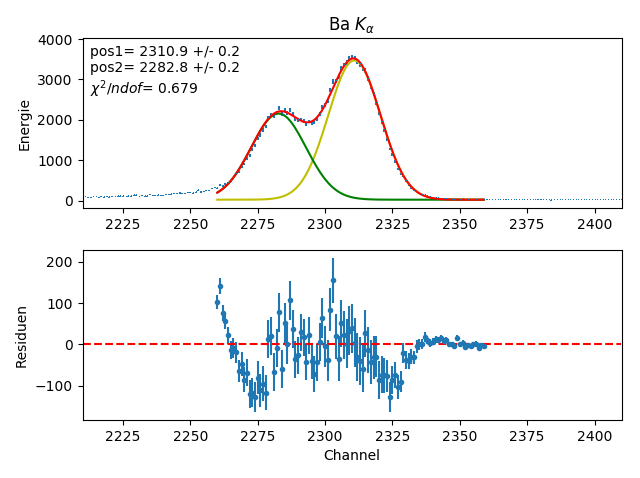 Ba $K_\alpha$
Energie
4000
3000
2000
1000
0
pos1= 2310.9 +/- 0.2
pos2= 2282.8 +/- 0.2
χ²/ndof= 0.679
2225 2250 2275 2300 2325 2350 2375 2400
Residuen
200
100
0
−100
2225 2250 2275 2300 2325 2350 2375 2400
Channel